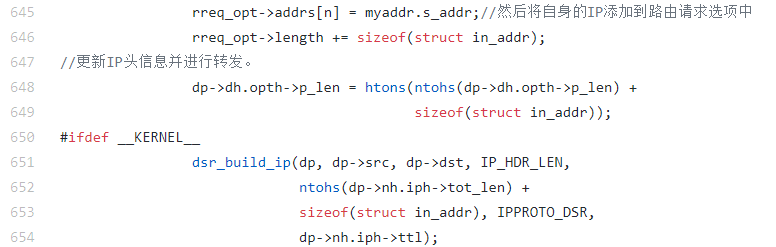 645 rreq_opt->addrs[n] = myaddr.s_addr;//然后将自身的IP添加到路由请求选项中
646 rreq_opt->length += sizeof(struct in_addr);
647 //更新IP头信息并进行转发。
648 dp->dh.opth->p_len = htons(ntohs(dp->dh.opth->p_len) +
649 sizeof(struct in_addr));
650 #ifdef __KERNEL__
651 dsr_build_ip(dp, dp->src, dp->dst, IP_HDR_LEN,
652 ntohs(dp->nh.iph->tot_len) +
653 sizeof(struct in_addr), IPPROTO_DSR,
654 dp->nh.iph->ttl);